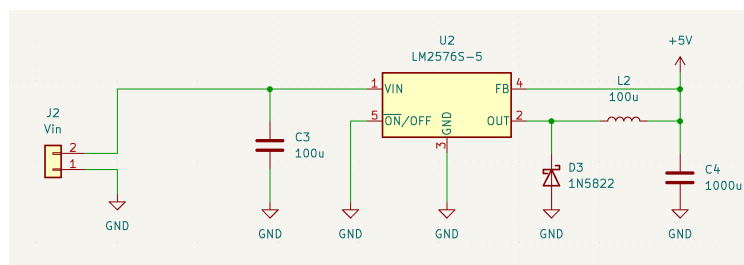 U2
LM2576S-5
+5V
1
VIN
FB
4
L2
100u
J2
Vin
5
ON/OFF
GND
OUT
2
3
2
1
C3
100u
D3
1N5822
C4
1000u
GND
GND
GND
GND
GND
GND